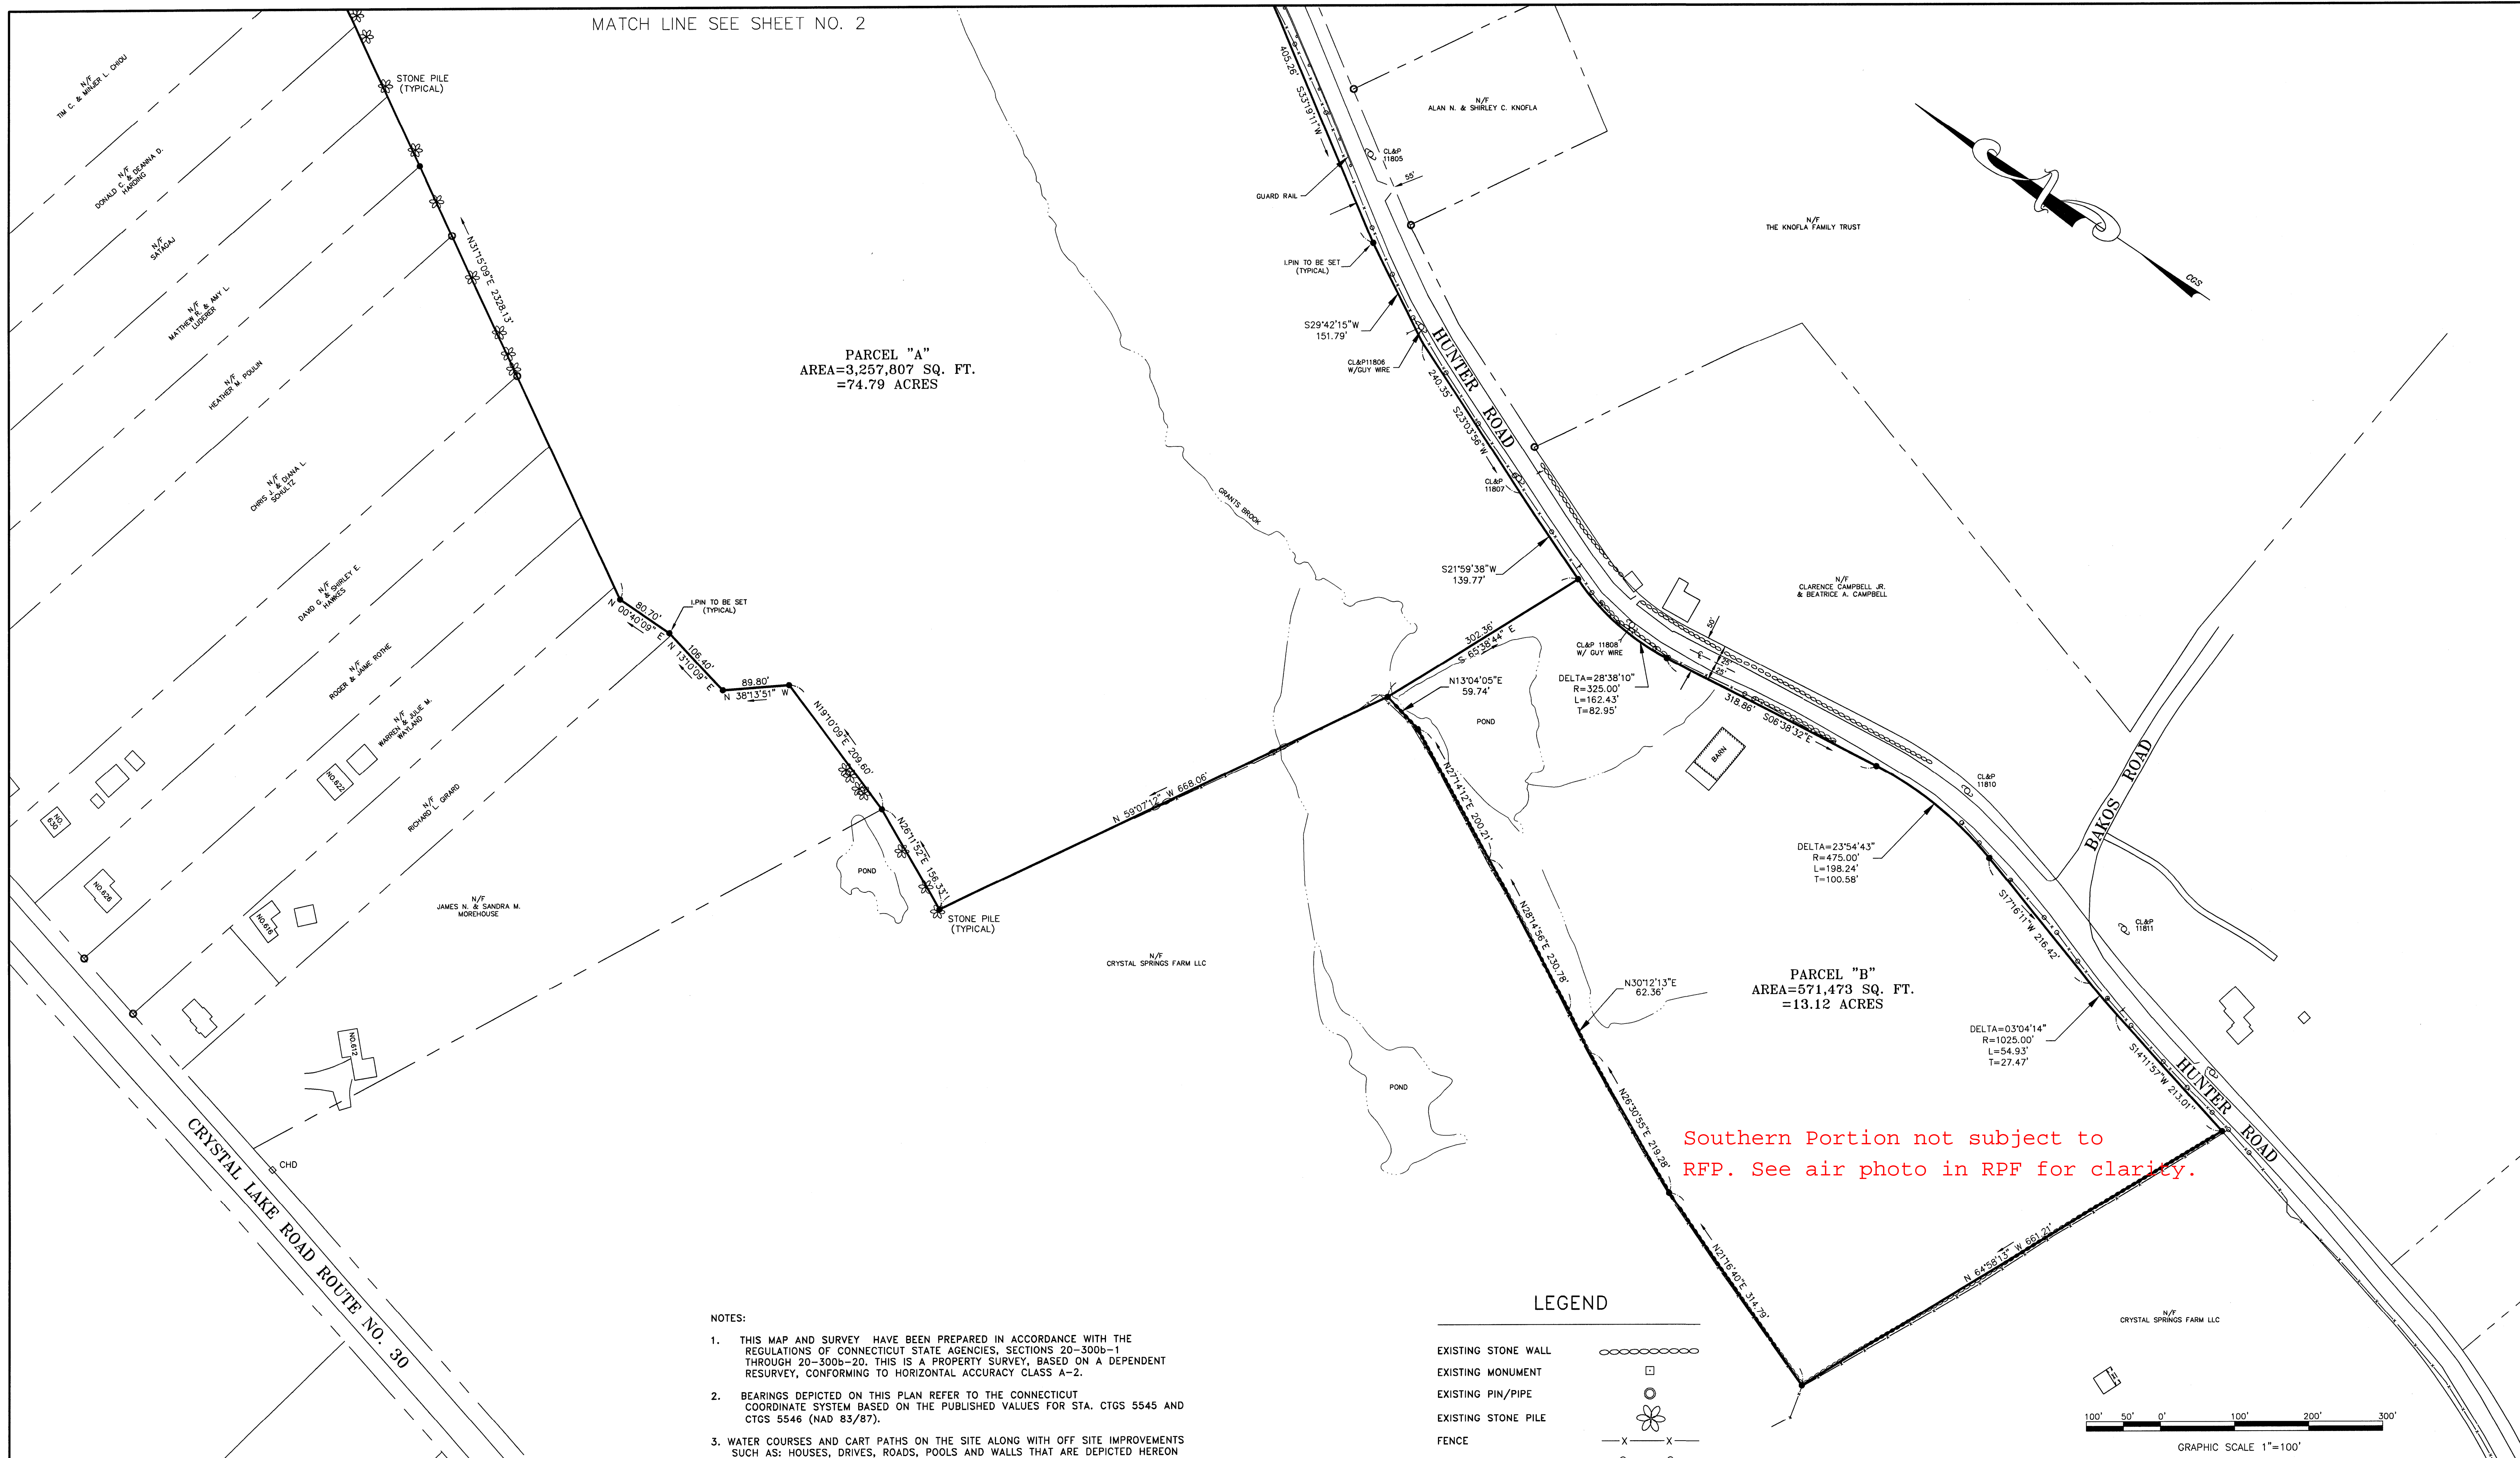 MATCH LINE SEE SHEET NO. 2
N/F
TIM C. & MINJER L. CHIOU
STONE PILE
(TYPICAL)
N/F
DONALD C. & DEANNA D.
HARDING
N/F
SATAGAJ
N/F
MATTHEW R. & AMY L.
LUDERER
N/F
HEATHER M. POULIN
N/F
CHRIS J. & DIANA L.
SCHULTZ
N/F
DAVID G. & SHIRLEY E.
HAWKES
N/F
ROGER & JAIME ROTHE
N/F
WARREN & JULIE M.
WAYLAND
N/F
RICHARD L. GIRARD
N/F
JAMES N. & SANDRA M.
MOREHOUSE
NO.
630
NO.622
NO.626
NO.616
NO.612
CHD
CRYSTAL LAKE ROAD ROUTE NO. 30
N31°15'09"E 2328.13'
80.70'
N 00°40'09" E
I.PIN TO BE SET
(TYPICAL)
106.40'
N 13°10'09" E
89.80'
N 38°13'51" W
N19°10'09"E 209.60'
N26°11'52"E 156.33'
POND
STONE PILE
(TYPICAL)
PARCEL "A"
AREA=3,257,807 SQ. FT.
=74.79 ACRES
GRANTS BROOK
N 59°07'12" W 668.06'
N/F
CRYSTAL SPRINGS FARM LLC
405.26' S33°19'11"W
GUARD RAIL
CL&P
11805
55'
N/F
ALAN N. & SHIRLEY C. KNOFLA
N/F
THE KNOFLA FAMILY TRUST
CGS
I.PIN TO BE SET
(TYPICAL)
S29°42'15"W
151.79'
CL&P11806
W/GUY WIRE
HUNTER ROAD
240.35' S23°03'56"W
CL&P
11807
S21°59'38"W
139.77'
302.36'
S 65°38'44" E
CL&P 11808
W/ GUY WIRE
N13°04'05"E
59.74'
DELTA=28°38'10"
R=325.00'
L=162.43'
T=82.95'
POND
50'
25'
25'
N/F
CLARENCE CAMPBELL JR.
& BEATRICE A. CAMPBELL
318.86' S06°38'32"E
BARN
CL&P
11810
BAKOS ROAD
N27°14'12"E 200.21'
DELTA=23°54'43"
R=475.00'
L=198.24'
T=100.58'
N28°14'56"E 230.78'
S17°16'11"W 216.42'
CL&P
11811
N30°12'13"E
62.36'
PARCEL "B"
AREA=571,473 SQ. FT.
=13.12 ACRES
DELTA=03°04'14"
R=1025.00'
L=54.93'
T=27.47'
POND
N26°30'55"E 219.28'
S14°11'57"W 213.01"
HUNTER ROAD
Southern Portion not subject to
RFP. See air photo in RPF for clarity.
N21°16'40"E 314.79'
N 64°58'13" W 661.21'
N/F
CRYSTAL SPRINGS FARM LLC
NOTES:
1. THIS MAP AND SURVEY HAVE BEEN PREPARED IN ACCORDANCE WITH THE
REGULATIONS OF CONNECTICUT STATE AGENCIES, SECTIONS 20-300b-1
THROUGH 20-300b-20. THIS IS A PROPERTY SURVEY, BASED ON A DEPENDENT
RESURVEY, CONFORMING TO HORIZONTAL ACCURACY CLASS A-2.
2. BEARINGS DEPICTED ON THIS PLAN REFER TO THE CONNECTICUT
COORDINATE SYSTEM BASED ON THE PUBLISHED VALUES FOR STA. CTGS 5545 AND
CTGS 5546 (NAD 83/87).
3. WATER COURSES AND CART PATHS ON THE SITE ALONG WITH OFF SITE IMPROVEMENTS
SUCH AS: HOUSES, DRIVES, ROADS, POOLS AND WALLS THAT ARE DEPICTED HEREON
LEGEND
EXISTING STONE WALL
EXISTING MONUMENT
EXISTING PIN/PIPE
EXISTING STONE PILE
FENCE X X
100' 50' 0' 100' 200' 300'
GRAPHIC SCALE 1"=100'